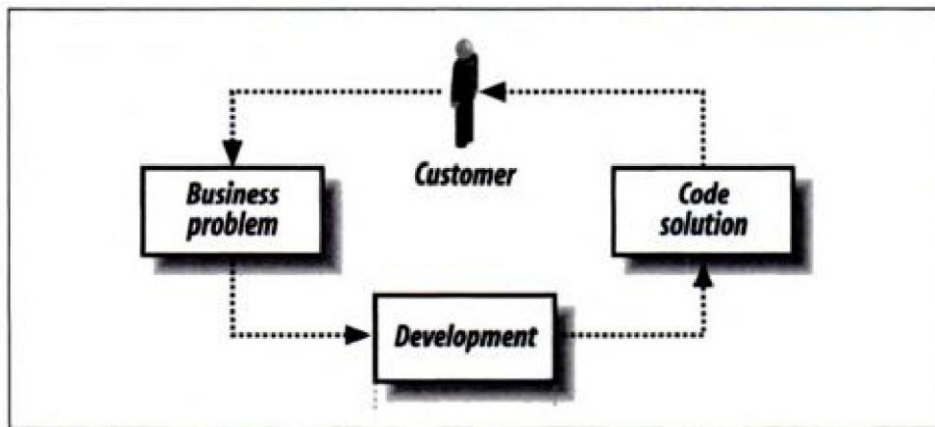 Customer
Business
problem
Code
solution
Development